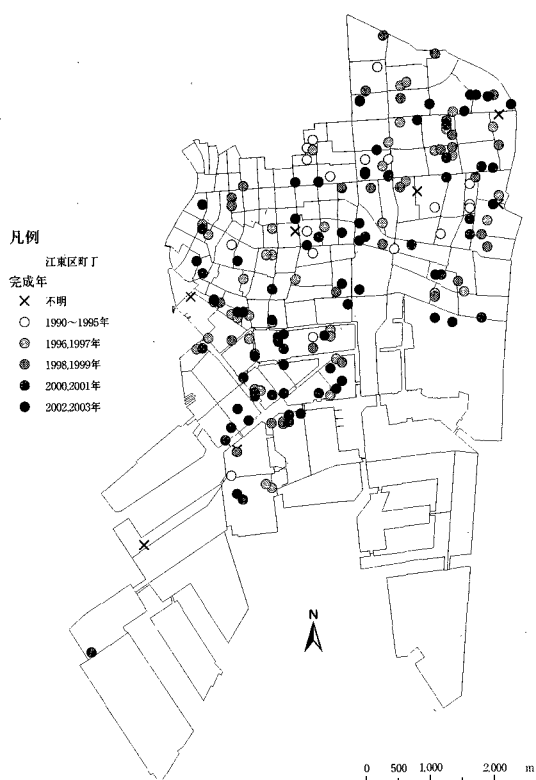 凡例
江東区町丁
完成年
不明
1990～1995年
1996,1997年
1998,1999年
2000,2001年
2002,2003年
N
0 500 1,000 2,000 m